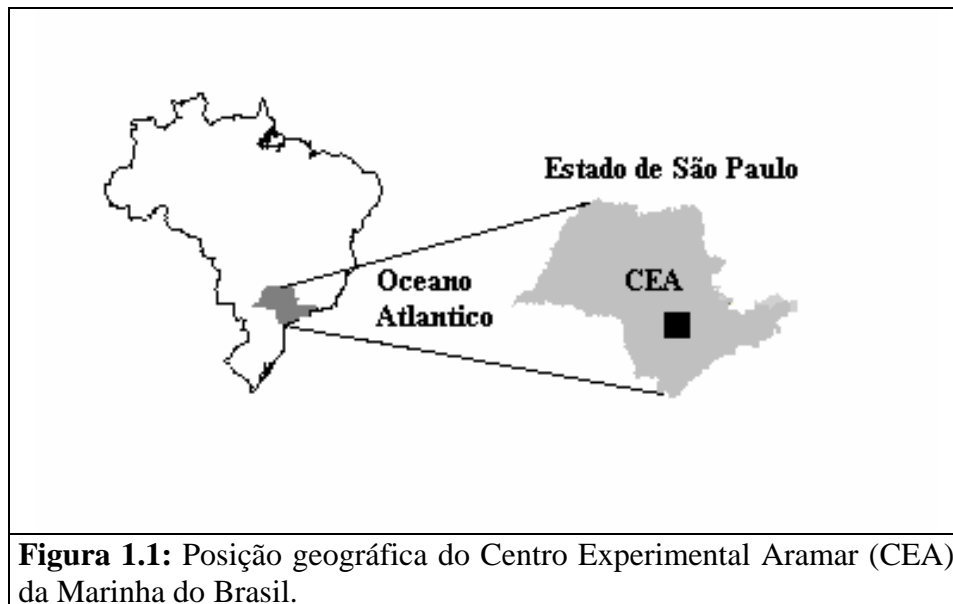 Estado de São Paulo
CEA
Oceano
Atlantico
Figura 1.1: Posição geográfica do Centro Experimental Aramar (CEA)
da Marinha do Brasil.